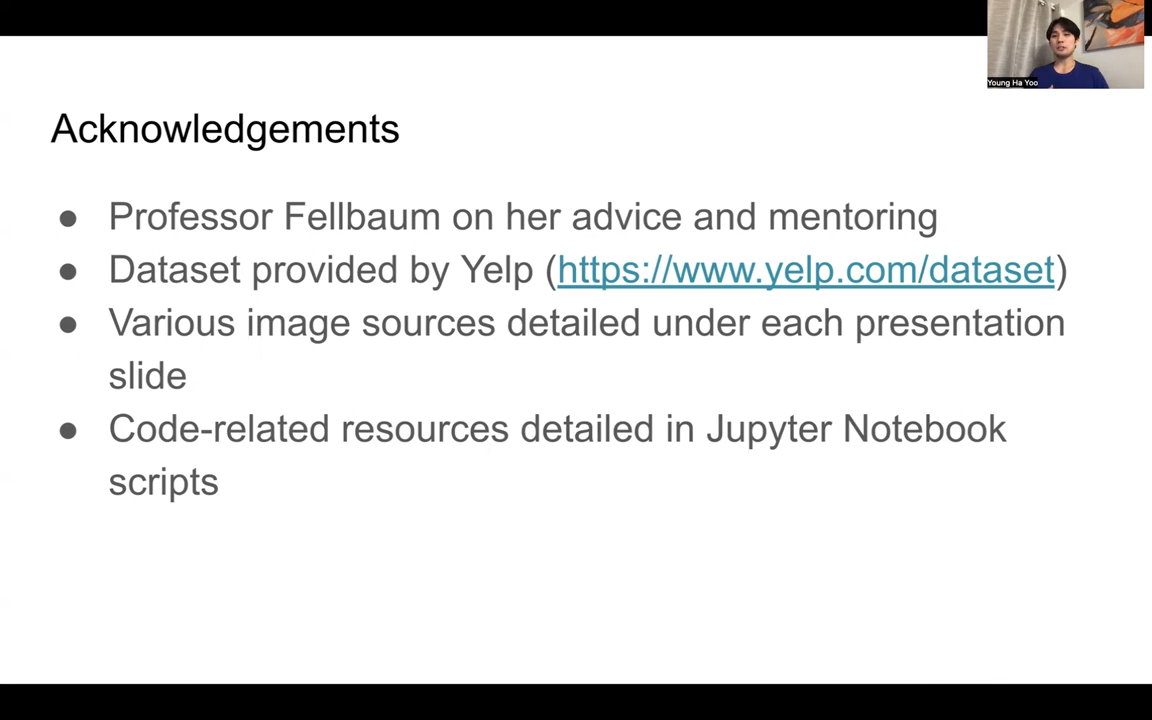 Young Ha Yoo
Acknowledgements
● Professor Fellbaum on her advice and mentoring
● Dataset provided by Yelp (https://www.yelp.com/dataset)
● Various image sources detailed under each presentation
slide
● Code-related resources detailed in Jupyter Notebook
scripts